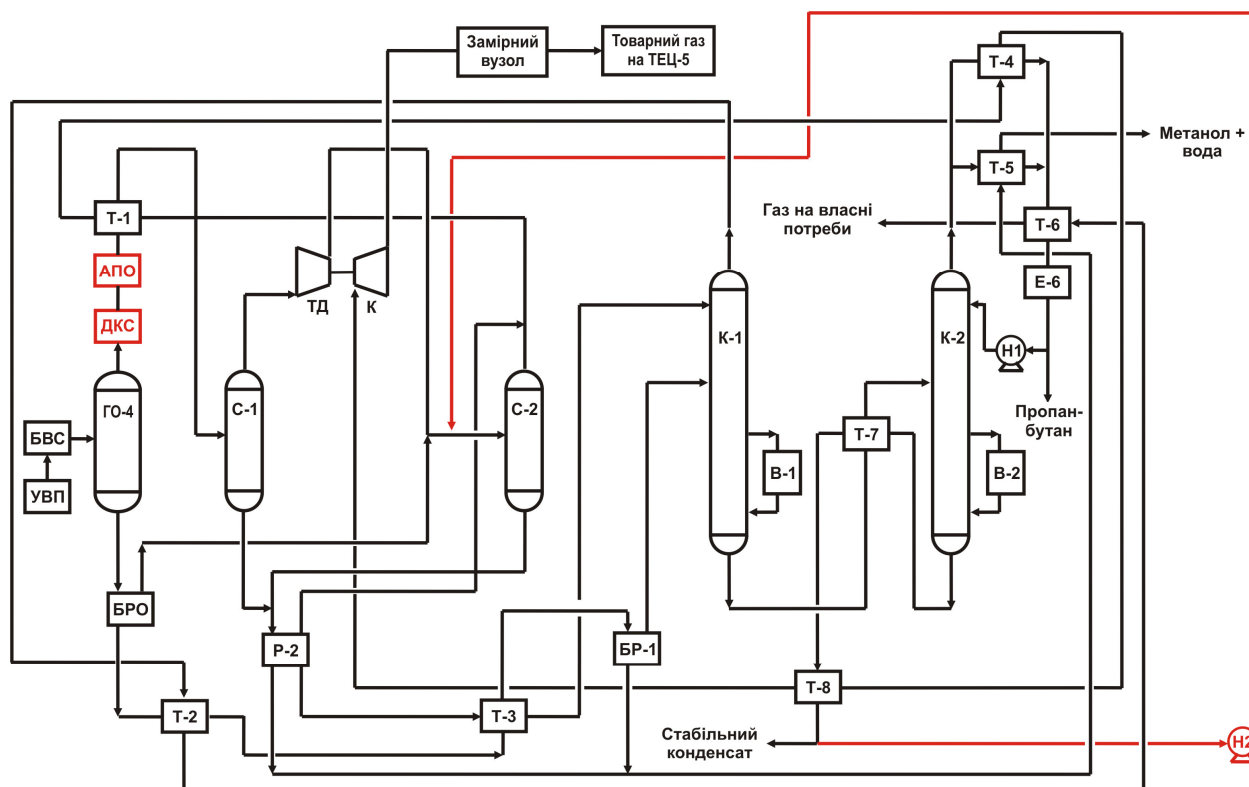 Замірний
вузол
Товарний газ
на ТЕЦ-5
Т-4
Метанол +
вода
Т-5
Т-1
Газ на власні
потреби
Т-6
АПО
Е-6
ТД
К
ДКС
К-1
К-2
Н1
ГО-4
С-1
С-2
Пропан-
бутан
БВС
Т-7
В-1
В-2
УВП
БРО
Р-2
БР-1
Т-8
Т-2
Т-3
Стабільний
конденсат
Н2